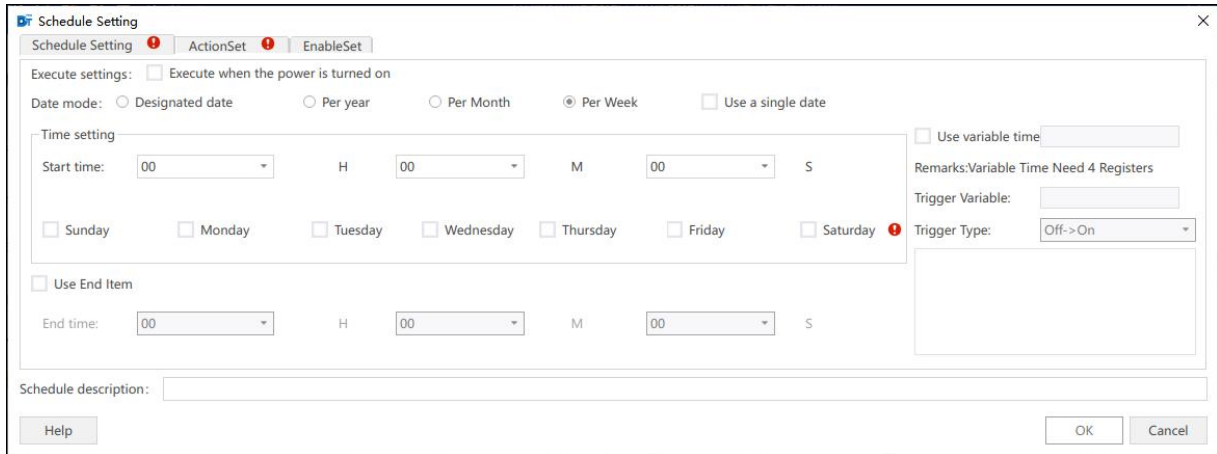 DT Schedule Setting
Schedule Setting ActionSet EnableSet
Execute settings: Execute when the power is turned on
Date mode: Designated date Per year Per Month Per Week Use a single date
Time setting
Use variable time
Start time: 00 H 00 M 00 S
Remarks:Variable Time Need 4 Registers
Trigger Variable:
Sunday Monday Tuesday Wednesday Thursday Friday Saturday
Trigger Type: Off->On
Use End Item
End time: 00 H 00 M 00 S
Schedule description:
Help OK Cancel